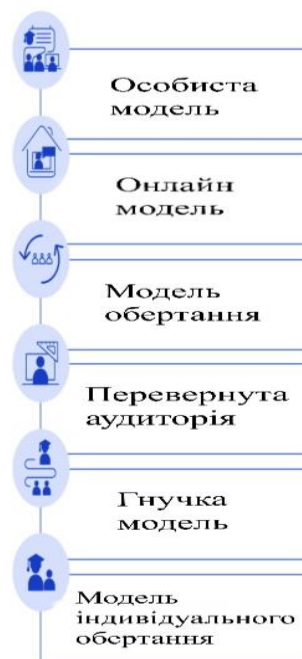 Особиста
модель
Онлайн
модель
Модель
обертання
Перевернута
аудиторія
Гнучка
модель
Модель
індивідуального
обертання